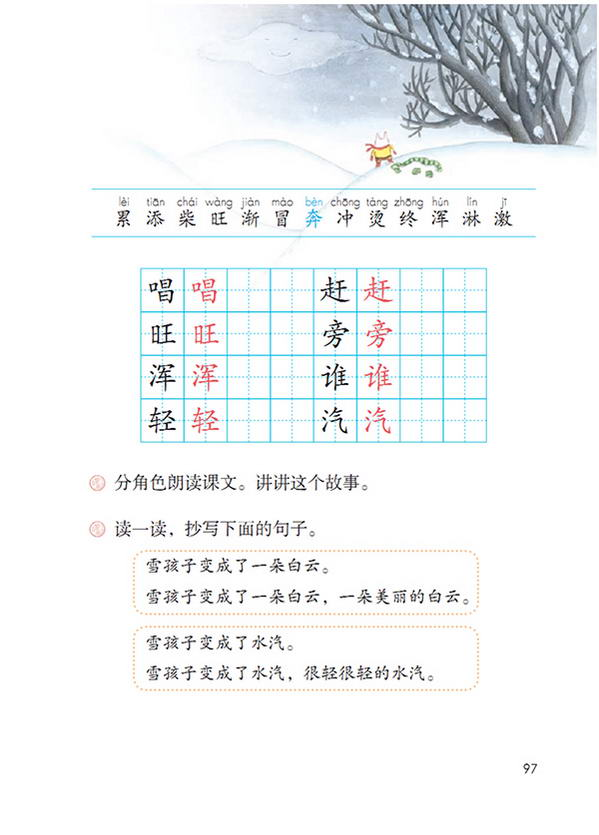 lèi tiān chái wàng jiàn mào bèn chōng tàng zhōng hún lín jī
累 添 柴 旺 渐 冒 奔 冲 烫 终 浑 淋 激
唱 唱 赶 赶
旺 旺 旁 旁
浑 浑 谁 谁
轻 轻 汽 汽
分角色朗读课文。讲讲这个故事。
读一读，抄写下面的句子。
雪孩子变成了一朵白云。
雪孩子变成了一朵白云，一朵美丽的白云。
雪孩子变成了水汽。
雪孩子变成了水汽，很轻很轻的水汽。
97